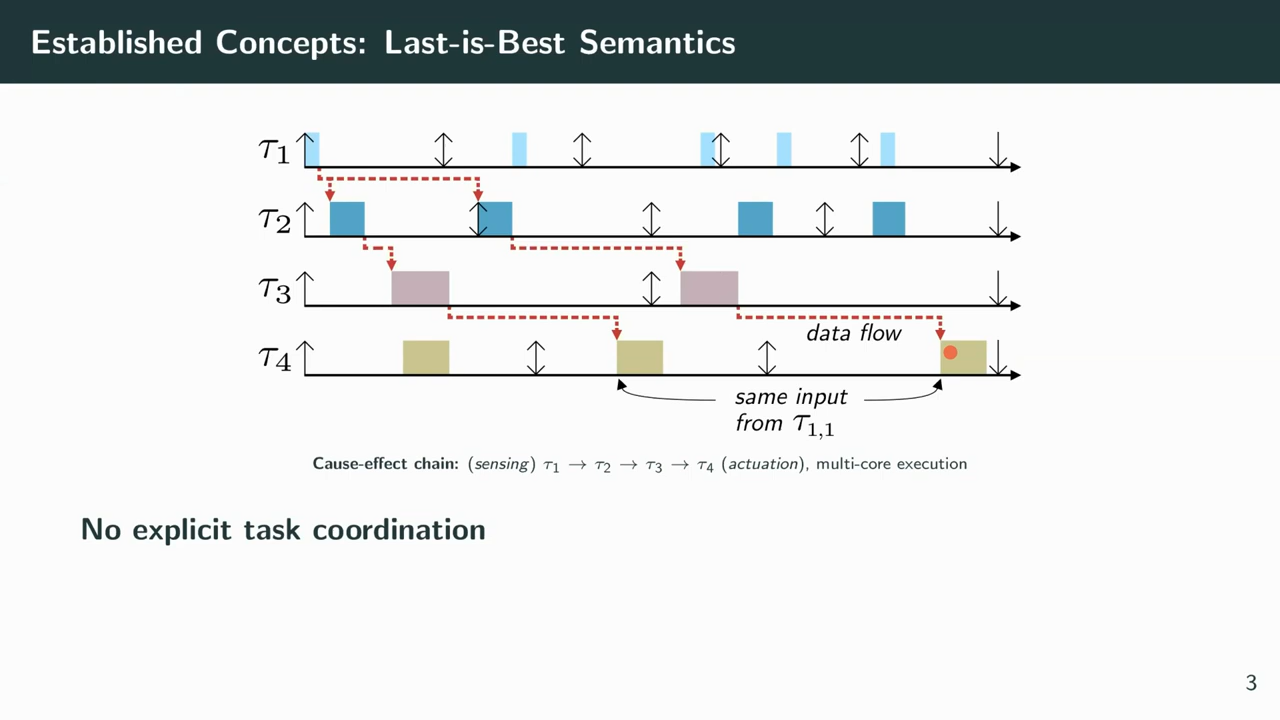 Established Concepts: Last-is-Best Semantics
τ1
τ2
τ3
data flow
τ4
same input
from τ1,1
Cause-effect chain: (sensing) τ1 → τ2 → τ3 → τ4 (actuation), multi-core execution
No explicit task coordination
3